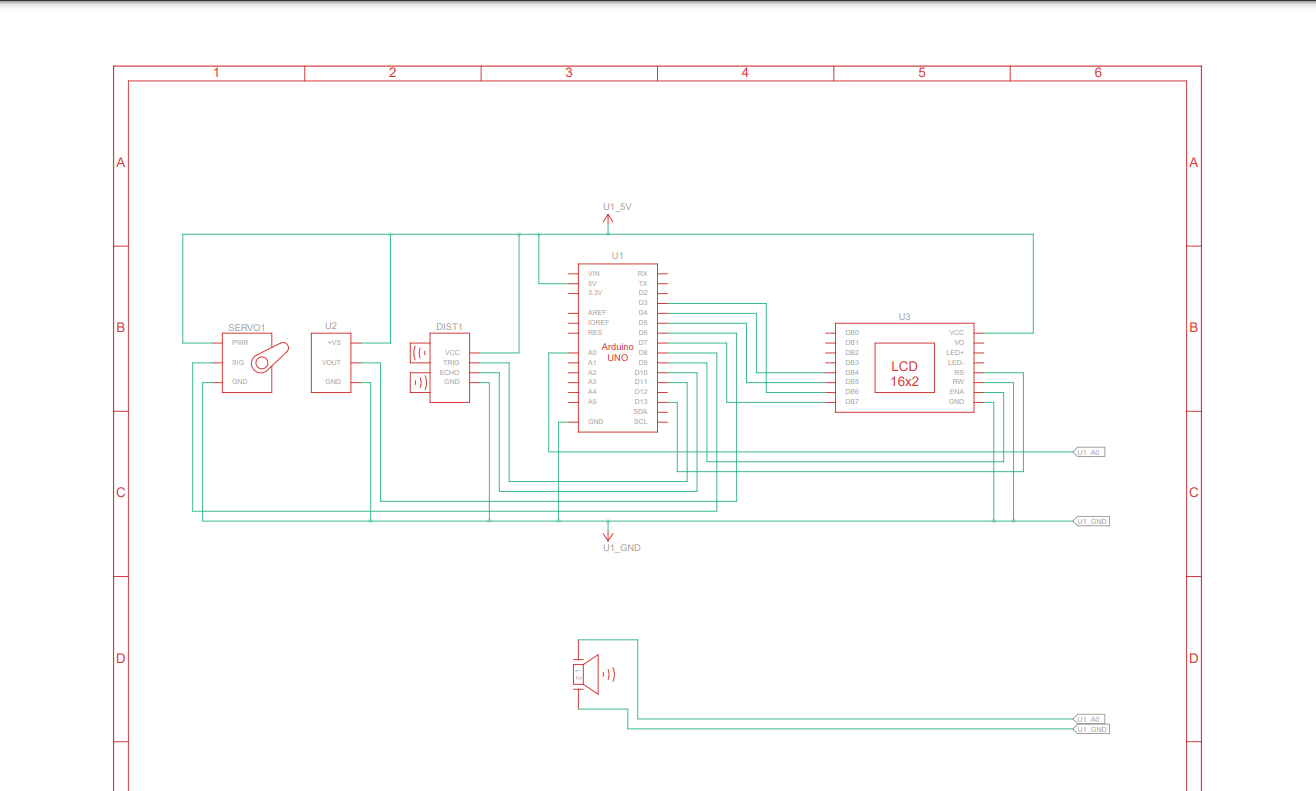 1 2 3 4 5 6
A A
U1_5V
U1
VIN RX
5V TX
3.3V D2
D3
AREF D4
IOREF D5
RES D6
D7
A0 D8
A1 D9
A2 D10
A3 D11
A4 D12
A5 D13
SDA
GND SCL
Arduino
UNO
B B
SERVO1
PWR
SIG
GND
U2
+VS
VOUT
GND
DIST1
VCC
TRIG
ECHO
GND
U3
DB0 VCC
DB1 VO
DB2 LED+
DB3 LED-
DB4 RS
DB5 RW
DB6 ENA
DB7 GND
LCD
16x2
U1_A0
C C
U1_GND
U1_GND
D D
1 2
U1_A0
U1_GND